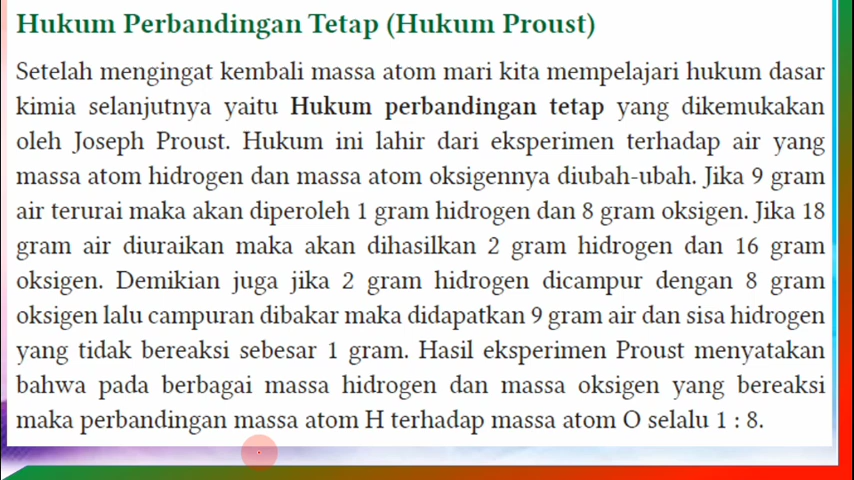 Hukum Perbandingan Tetap (Hukum Proust)
Setelah mengingat kembali massa atom mari kita mempelajari hukum dasar
kimia selanjutnya yaitu Hukum perbandingan tetap yang dikemukakan
oleh Joseph Proust. Hukum ini lahir dari eksperimen terhadap air yang
massa atom hidrogen dan massa atom oksigennya diubah-ubah. Jika 9 gram
air terurai maka akan diperoleh 1 gram hidrogen dan 8 gram oksigen. Jika 18
gram air diuraikan maka akan dihasilkan 2 gram hidrogen dan 16 gram
oksigen. Demikian juga jika 2 gram hidrogen dicampur dengan 8 gram
oksigen lalu campuran dibakar maka didapatkan 9 gram air dan sisa hidrogen
yang tidak bereaksi sebesar 1 gram. Hasil eksperimen Proust menyatakan
bahwa pada berbagai massa hidrogen dan massa oksigen yang bereaksi
maka perbandingan massa atom H terhadap massa atom O selalu 1 : 8.